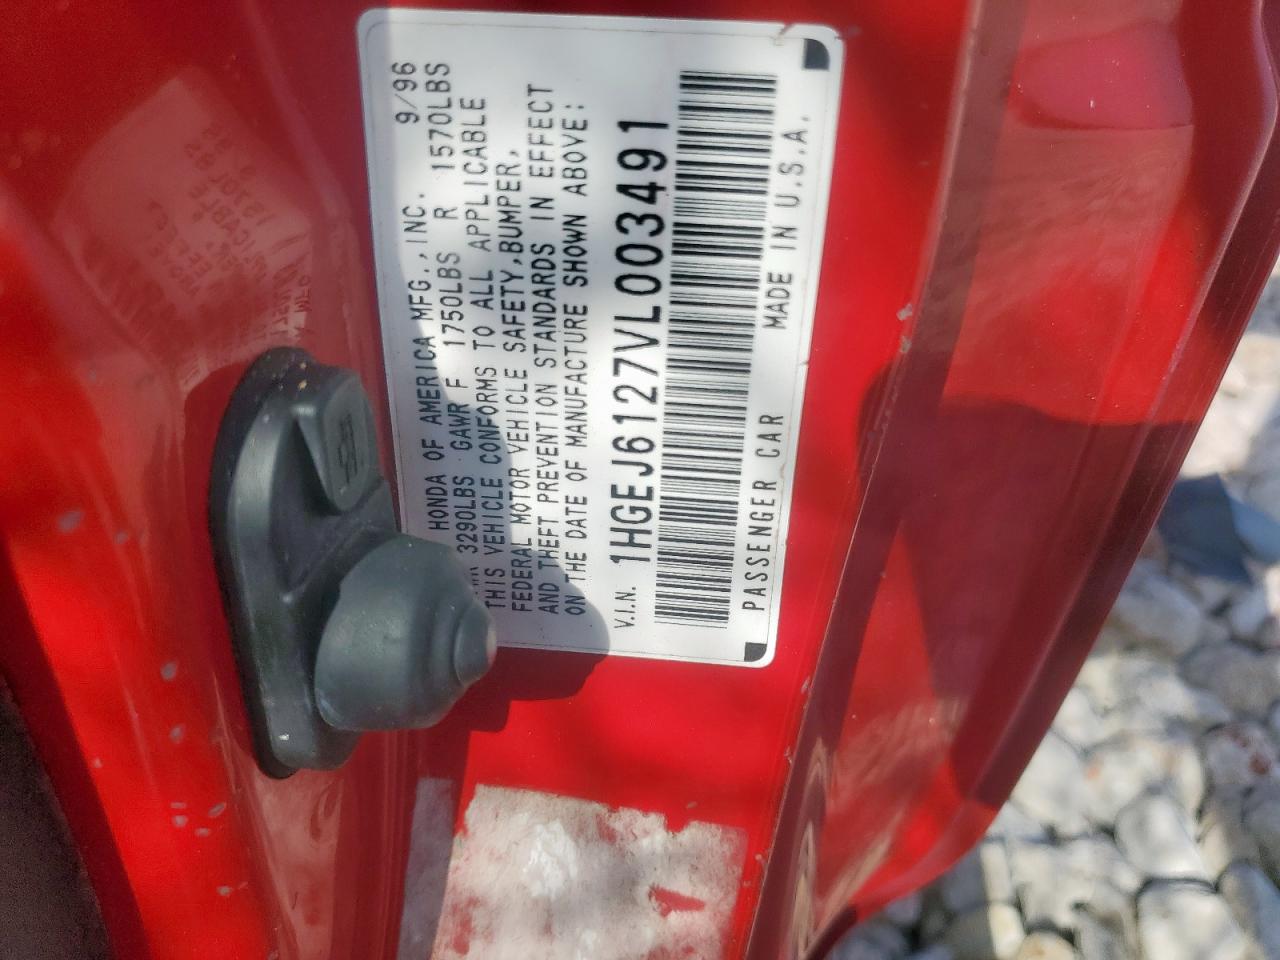 HONDA OF AMERICA MFG.,INC. 9/96
3290LBS GAWR F 1750LBS R 1570LBS
THIS VEHICLE CONFORMS TO ALL APPLICABLE
FEDERAL MOTOR VEHICLE SAFETY,BUMPER,
AND THEFT PREVENTION STANDARDS IN EFFECT
ON THE DATE OF MANUFACTURE SHOWN ABOVE:
V.I.N. 1HGEJ6127VL003491
PASSENGER CAR MADE IN U.S.A.